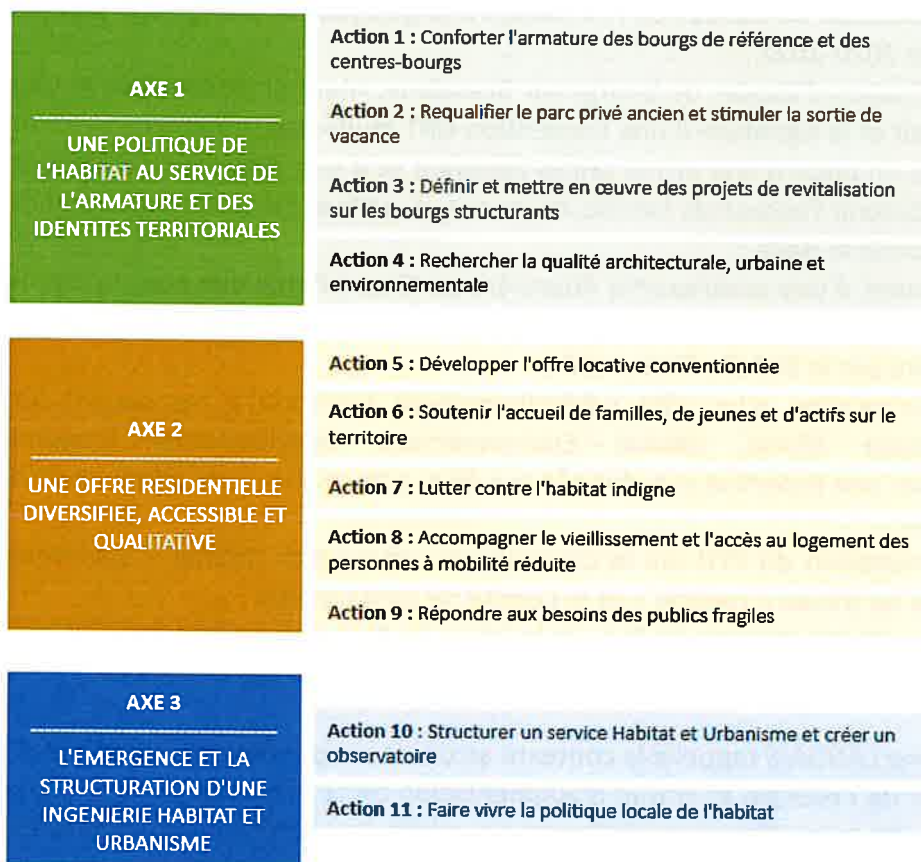 AXE 1
UNE POLITIQUE DE
L'HABITAT AU SERVICE DE
L'ARMATURE ET DES
IDENTITES TERRITORIALES
Action 1 : Conforter l'armature des bourgs de référence et des
centres-bourgs
Action 2 : Requalifier le parc privé ancien et stimuler la sortie de
vacance
Action 3 : Définir et mettre en œuvre des projets de revitalisation
sur les bourgs structurants
Action 4 : Rechercher la qualité architecturale, urbaine et
environnementale
AXE 2
UNE OFFRE RESIDENTIELLE
DIVERSIFIEE, ACCESSIBLE ET
QUALITATIVE
Action 5 : Développer l'offre locative conventionnée
Action 6 : Soutenir l'accueil de familles, de jeunes et d'actifs sur le
territoire
Action 7 : Lutter contre l'habitat indigne
Action 8 : Accompagner le vieillissement et l'accès au logement des
personnes à mobilité réduite
Action 9 : Répondre aux besoins des publics fragiles
AXE 3
L'EMERGENCE ET LA
STRUCTURATION D'UNE
INGENIERIE HABITAT ET
URBANISME
Action 10 : Structurer un service Habitat et Urbanisme et créer un
observatoire
Action 11 : Faire vivre la politique locale de l'habitat